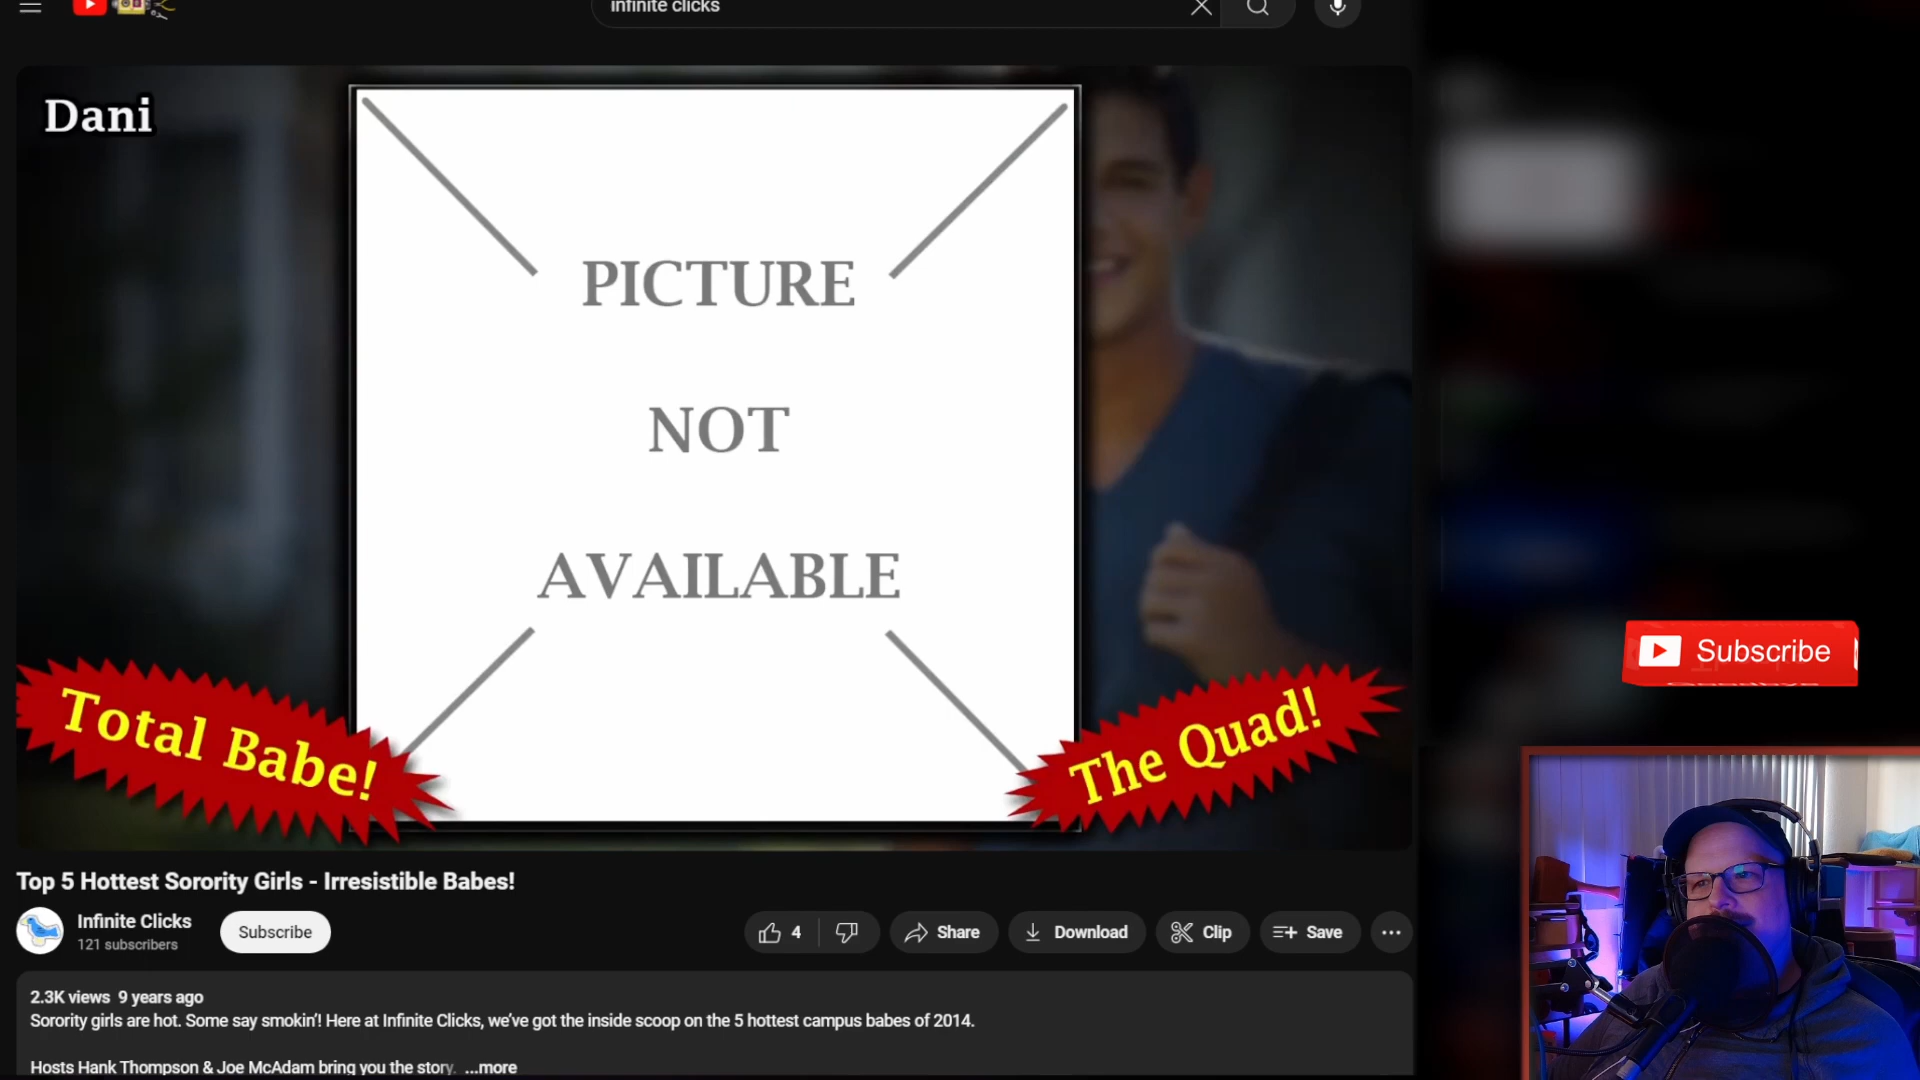 infinite clicks
Dani
PICTURE
NOT
AVAILABLE
Total Babe!
The Quad!
Subscribe
Top 5 Hottest Sorority Girls - Irresistible Babes!
Infinite Clicks
121 subscribers
Subscribe
4
Share
Download
Clip
Save
2.3K views 9 years ago
Sorority girls are hot. Some say smokin'! Here at Infinite Clicks, we've got the inside scoop on the 5 hottest campus babes of 2014.
Hosts Hank Thompson & Joe McAdam bring you the story. ...more